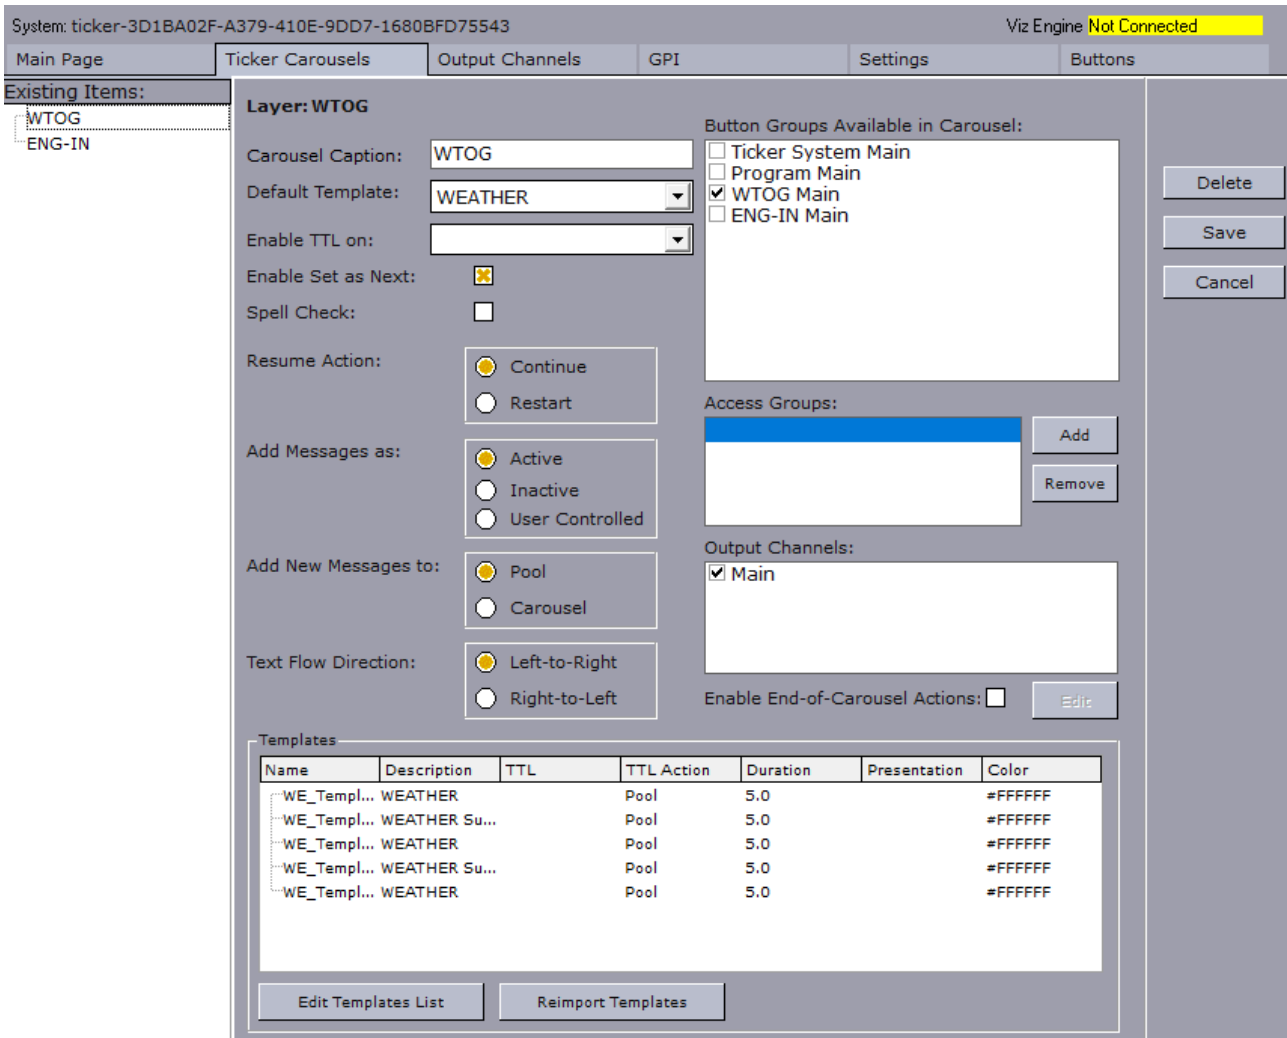 System: ticker-3D1BA02F-A379-410E-9DD7-1680BFD75543 Viz Engine Not Connected
Main Page Ticker Carousels Output Channels GPI Settings Buttons
Existing Items:
WTOG
ENG-IN
Layer: WTOG
Carousel Caption: WTOG
Default Template: WEATHER
Enable TTL on:
Enable Set as Next:
Spell Check:
Resume Action:
Continue
Restart
Add Messages as:
Active
Inactive
User Controlled
Add New Messages to:
Pool
Carousel
Text Flow Direction:
Left-to-Right
Right-to-Left
Button Groups Available in Carousel:
Ticker System Main
Program Main
WTOG Main
ENG-IN Main
Access Groups:
Add
Remove
Output Channels:
Main
Enable End-of-Carousel Actions: Edit
Delete
Save
Cancel
Templates
Name Description TTL TTL Action Duration Presentation Color
WE_Templ... WEATHER Pool 5.0 #FFFFFF
WE_Templ... WEATHER Su... Pool 5.0 #FFFFFF
WE_Templ... WEATHER Pool 5.0 #FFFFFF
WE_Templ... WEATHER Su... Pool 5.0 #FFFFFF
WE_Templ... WEATHER Pool 5.0 #FFFFFF
Edit Templates List Reimport Templates